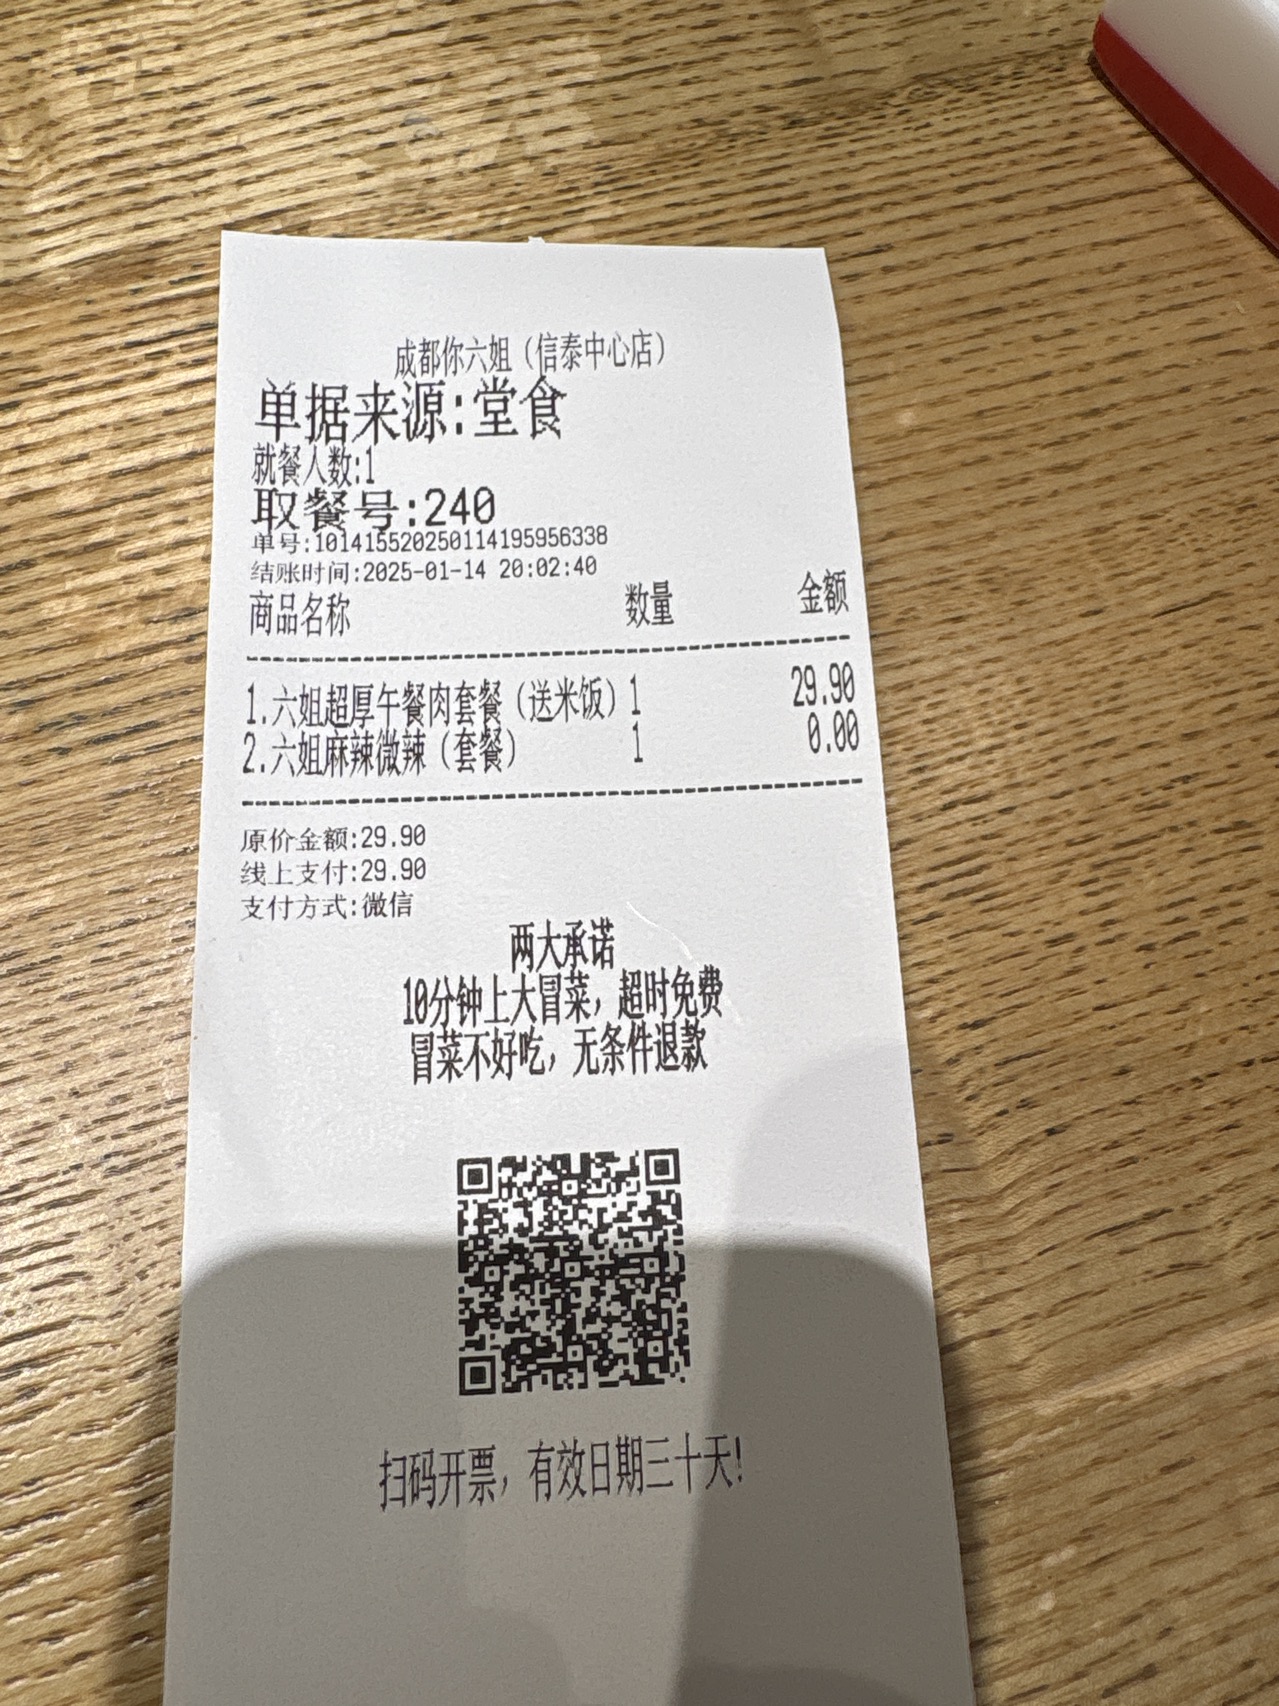 成都你六姐（信泰中心店）
单据来源:堂食
就餐人数:1
取餐号:240
单号:101415520250114195956338
结账时间:2025-01-14 20:02:40
商品名称 数量 金额
1.六姐超厚午餐肉套餐（送米饭） 1 29.90
2.六姐麻辣微辣（套餐） 1 0.00
原价金额:29.90
线上支付:29.90
支付方式:微信
两大承诺
10分钟上大冒菜，超时免费
冒菜不好吃，无条件退款
扫码开票，有效日期三十天!